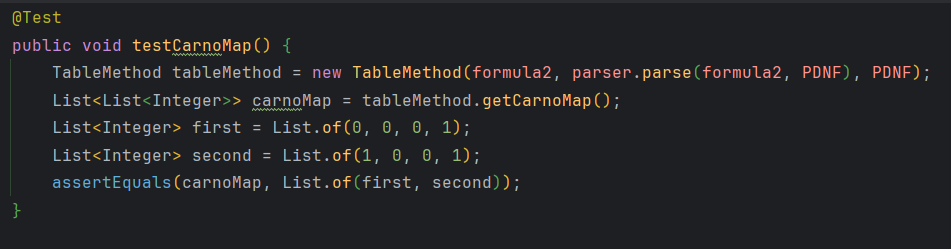 @Test
public void testCarnoMap() {
    TableMethod tableMethod = new TableMethod(formula2, parser.parse(formula2, PDNF), PDNF);
    List<List<Integer>> carnoMap = tableMethod.getCarnoMap();
    List<Integer> first = List.of(0, 0, 0, 1);
    List<Integer> second = List.of(1, 0, 0, 1);
    assertEquals(carnoMap, List.of(first, second));
}